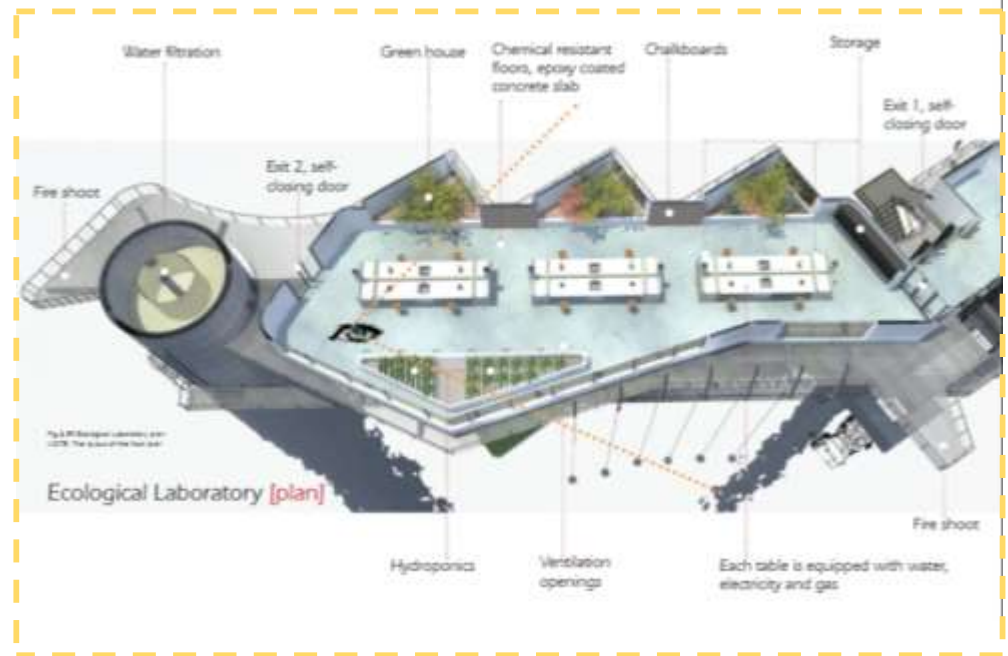 Water filtration
Green house
Chemical resistant
floors, epoxy coated
concrete slab
Chalkboards
Storage
Exit 1, self-
closing door
Exit 2, self-
closing door
Fire shoot
Ecological Laboratory [plan]
Fire shoot
Hydroponics
Ventilation
openings
Each table is equipped with water,
electricity and gas